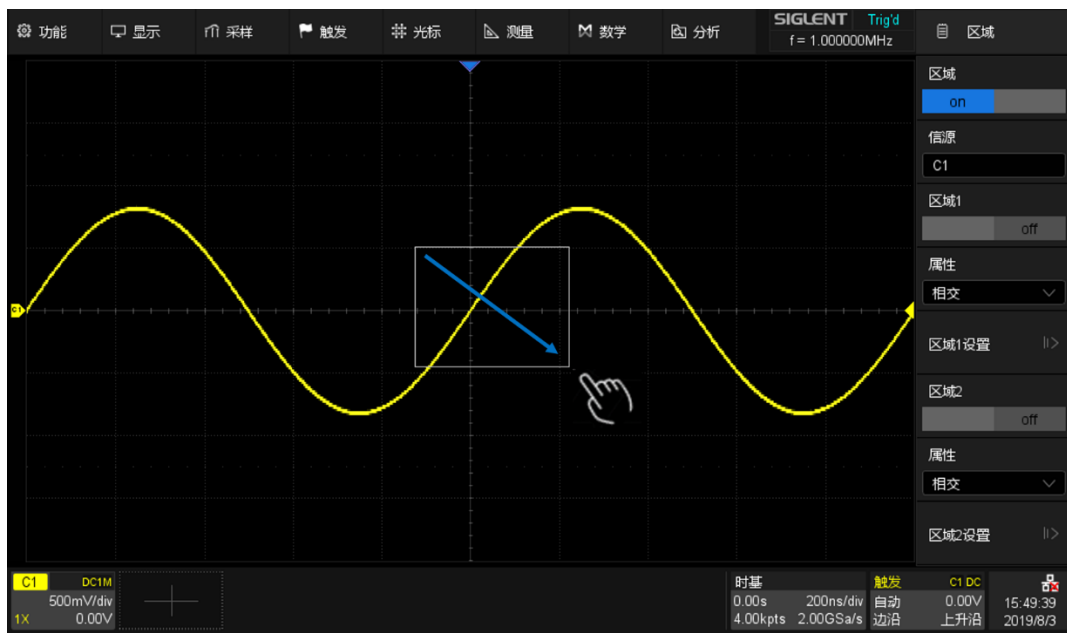 功能 显示 采样 触发 光标 测量 数学 分析 SIGLENT Trig'd 区域
f = 1.000000MHz
区域
on
信源
C1
区域1
off
属性
相交
区域1设置
区域2
off
属性
相交
区域2设置
C1
C1 DC1M
500mV/div
1X 0.00V
时基
0.00s 200ns/div
4.00kpts 2.00GSa/s
触发 C1 DC
自动 0.00V
边沿 上升沿
15:49:39
2019/8/3